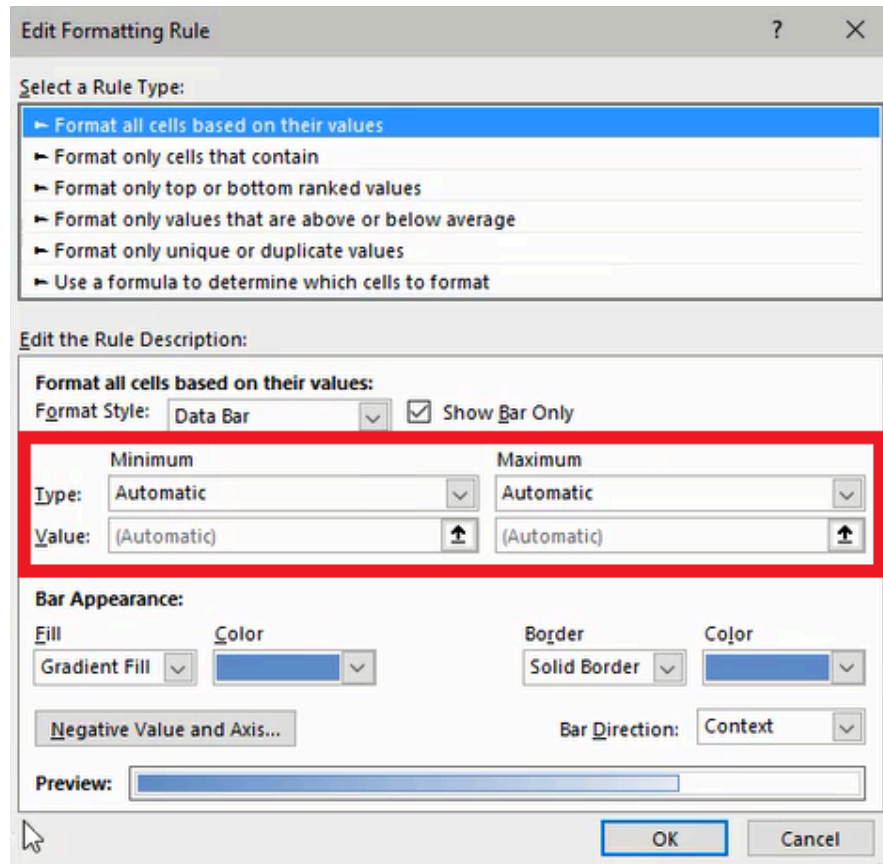 Edit Formatting Rule ?
Select a Rule Type:
► Format all cells based on their values
► Format only cells that contain
► Format only top or bottom ranked values
► Format only values that are above or below average
► Format only unique or duplicate values
► Use a formula to determine which cells to format
Edit the Rule Description:
Format all cells based on their values:
Format Style: Data Bar Show Bar Only
Minimum Maximum
Type: Automatic Automatic
Value: (Automatic) (Automatic)
Bar Appearance:
Fill Color Border Color
Gradient Fill Solid Border
Negative Value and Axis... Bar Direction: Context
Preview:
OK Cancel